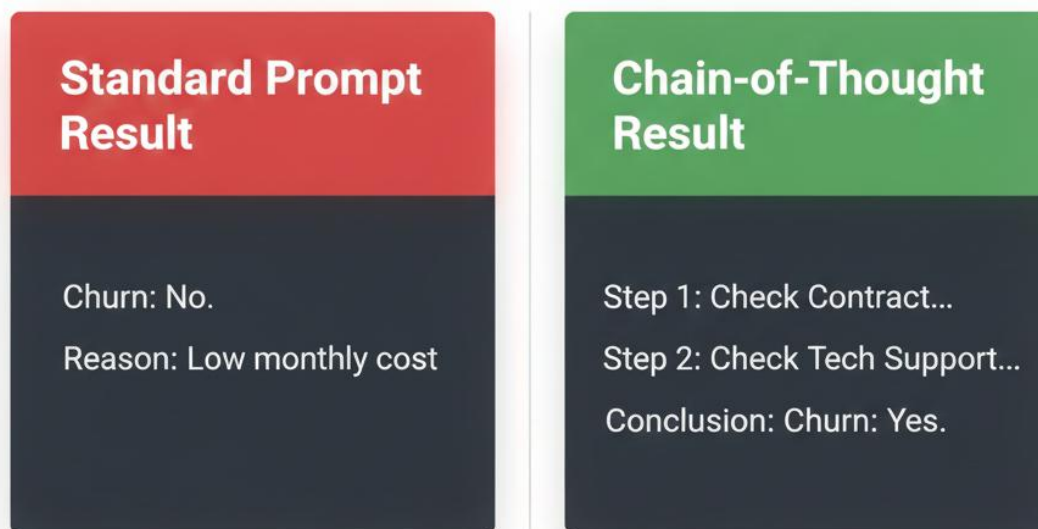 Standard Prompt
Result
Churn: No.
Reason: Low monthly cost
Chain-of-Thought
Result
Step 1: Check Contract...
Step 2: Check Tech Support...
Conclusion: Churn: Yes.